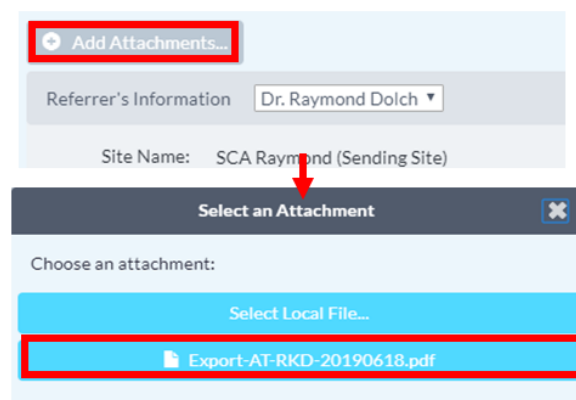 Add Attachments...
Referrer's Information Dr. Raymond Dolch
Site Name: SCA Raymond (Sending Site)
Select an Attachment
Choose an attachment:
Select Local File...
Export-AT-RKD-20190618.pdf